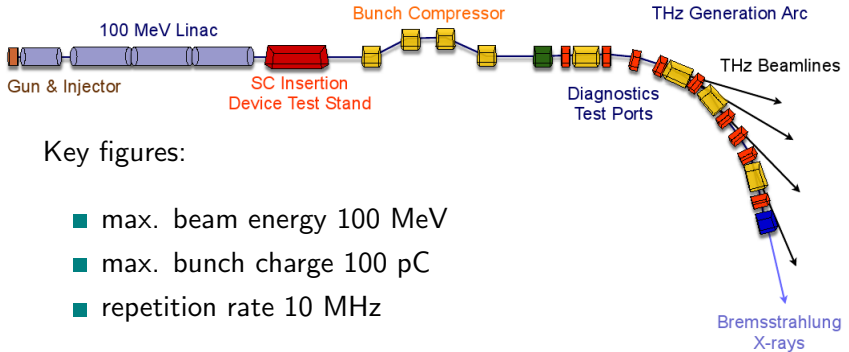 Bunch Compressor
THz Generation Arc
100 MeV Linac
THz Beamlines
Gun & Injector
SC Insertion
Device Test Stand
Diagnostics
Test Ports
Key figures:
max. beam energy 100 MeV
max. bunch charge 100 pC
repetition rate 10 MHz
Bremsstrahlung
X-rays